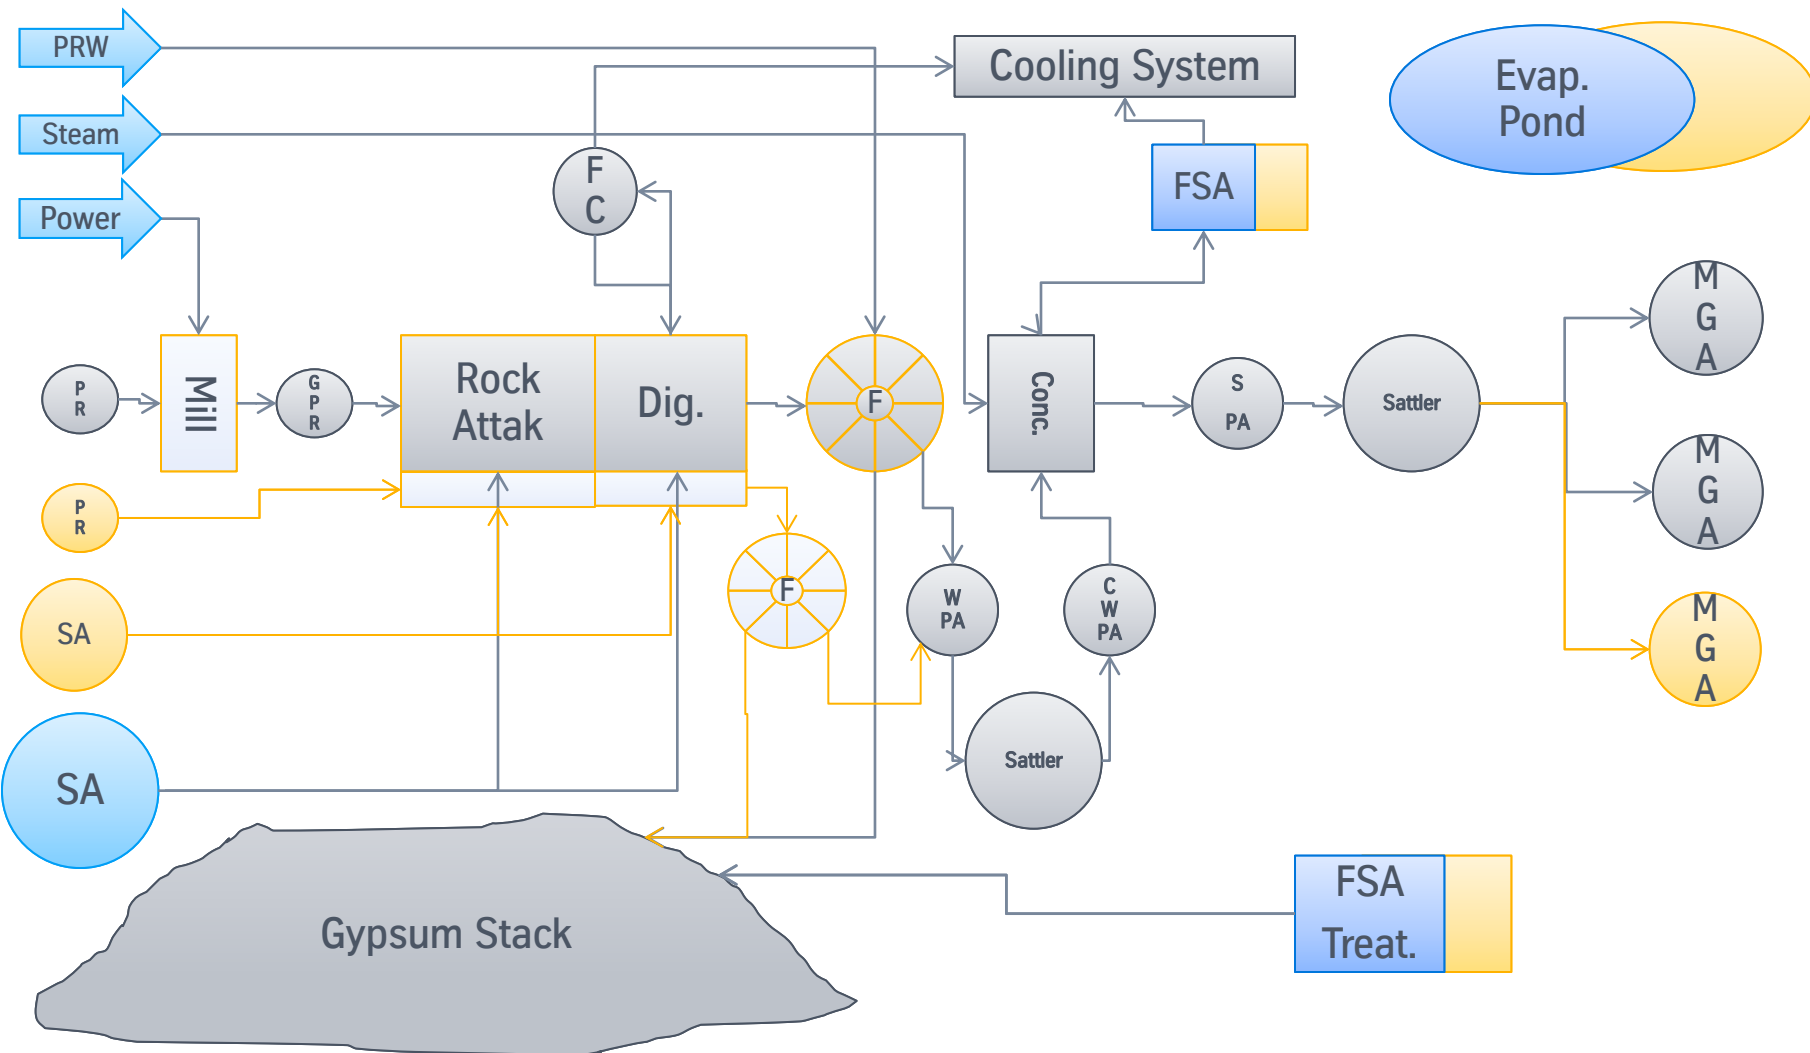 PRW
Cooling System
Evap.
Pond
Steam
F
C
FSA
Power
M
G
A
P
R
Mill
G
P
R
Rock
Attak
Dig.
F
Conc.
S
PA
Sattler
M
G
A
P
R
F
SA
W
PA
C
W
PA
M
G
A
SA
Sattler
Gypsum Stack
FSA
Treat.